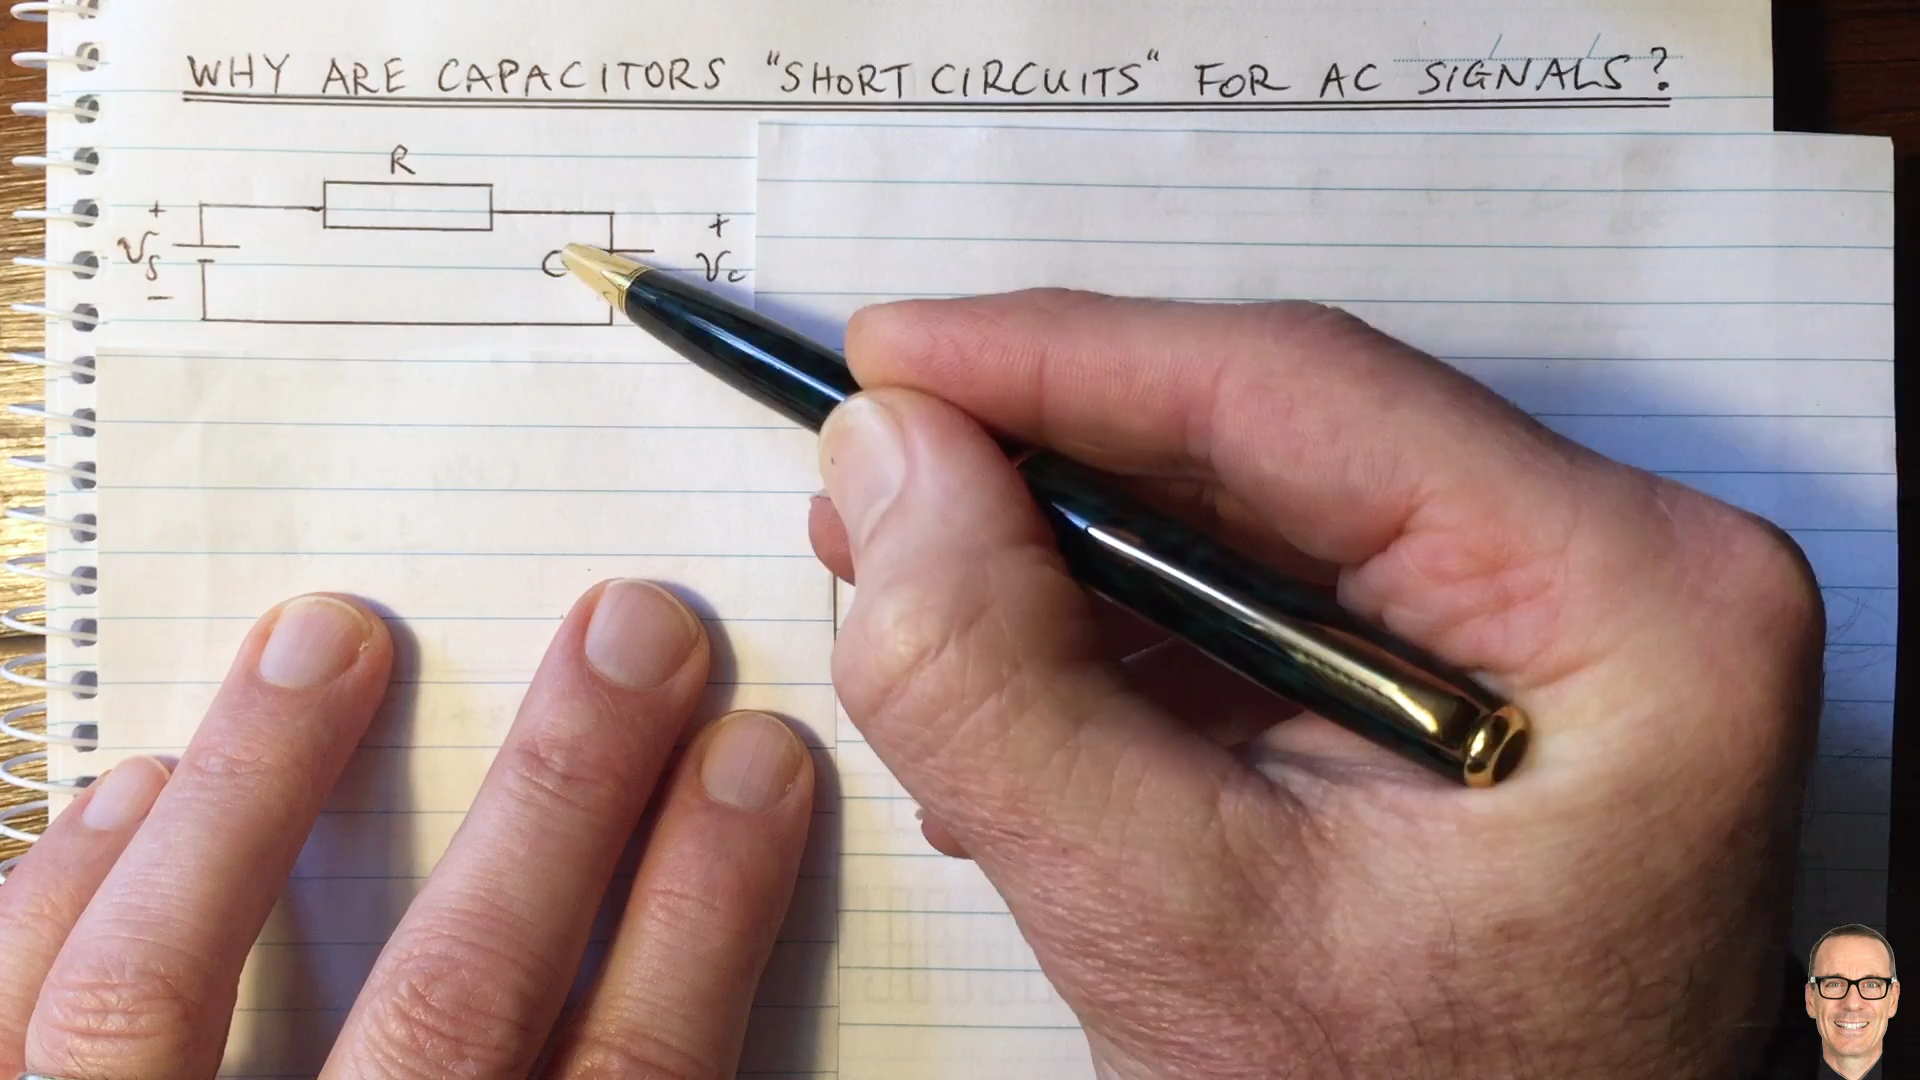 WHY ARE CAPACITORS "SHORT CIRCUITS" FOR AC SIGNALS?
R
+
+
Vs
C
Vc
−